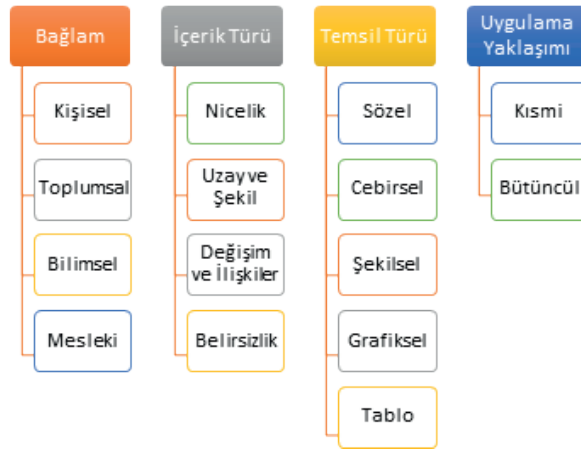 Bağlam
Kişisel
Toplumsal
Bilimsel
Mesleki
İçerik Türü
Nicelik
Uzay ve
Şekil
Değişim
ve İlişkiler
Belirsizlik
Temsil Türü
Sözel
Cebirsel
Şekilsel
Grafiksel
Tablo
Uygulama
Yaklaşımı
Kısmi
Bütüncül